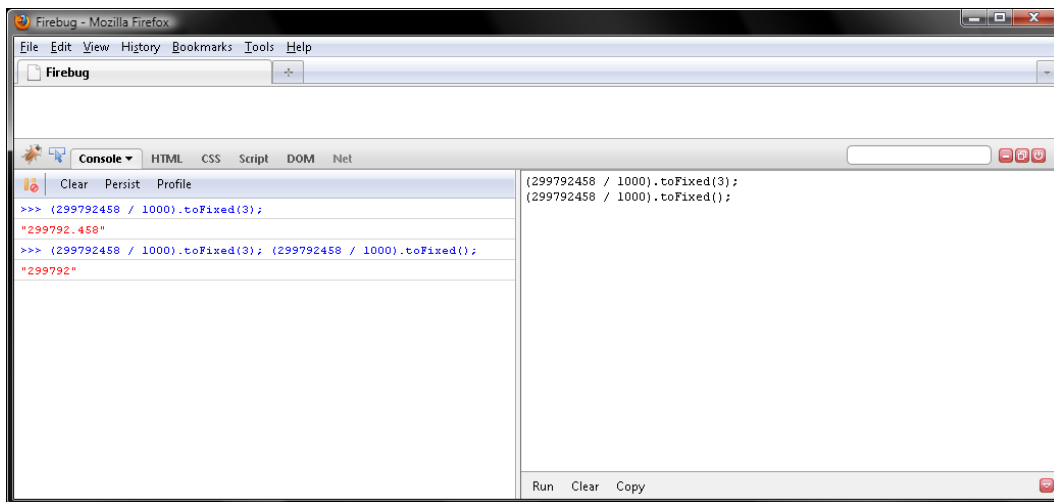 Firebug - Mozilla Firefox
File Edit View History Bookmarks Tools Help
Firebug
Console HTML CSS Script DOM Net
Clear Persist Profile
>>> (299792458 / 1000).toFixed(3);
"299792.458"
>>> (299792458 / 1000).toFixed(3); (299792458 / 1000).toFixed();
"299792"
(299792458 / 1000).toFixed(3);
(299792458 / 1000).toFixed();
Run Clear Copy